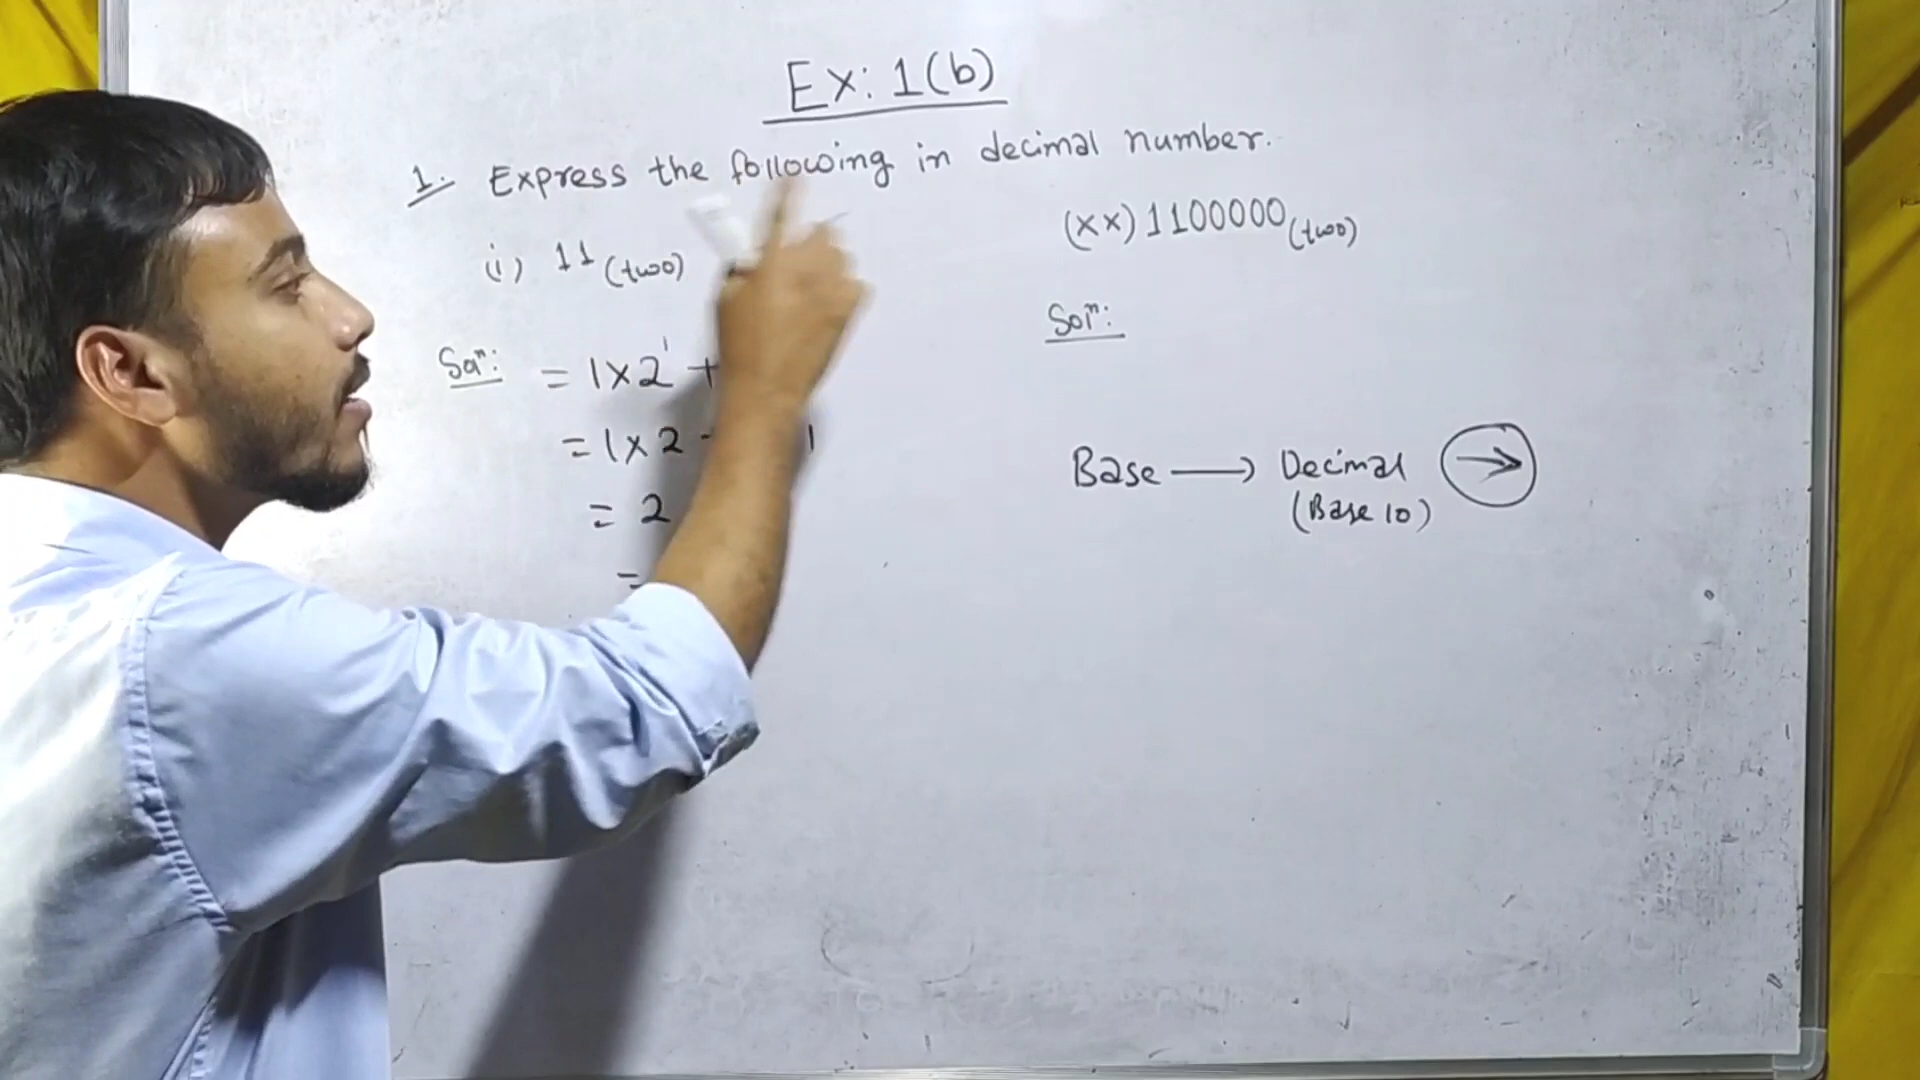 Ex: 1(b)
1. Express the following in decimal number.
(i) 11 (two)
Soln:
= 1×2¹ +
= 1×2 - 1
= 2
=
(xx) 1100000 (two)
Soln:
Base → Decimal →
(Base 10)